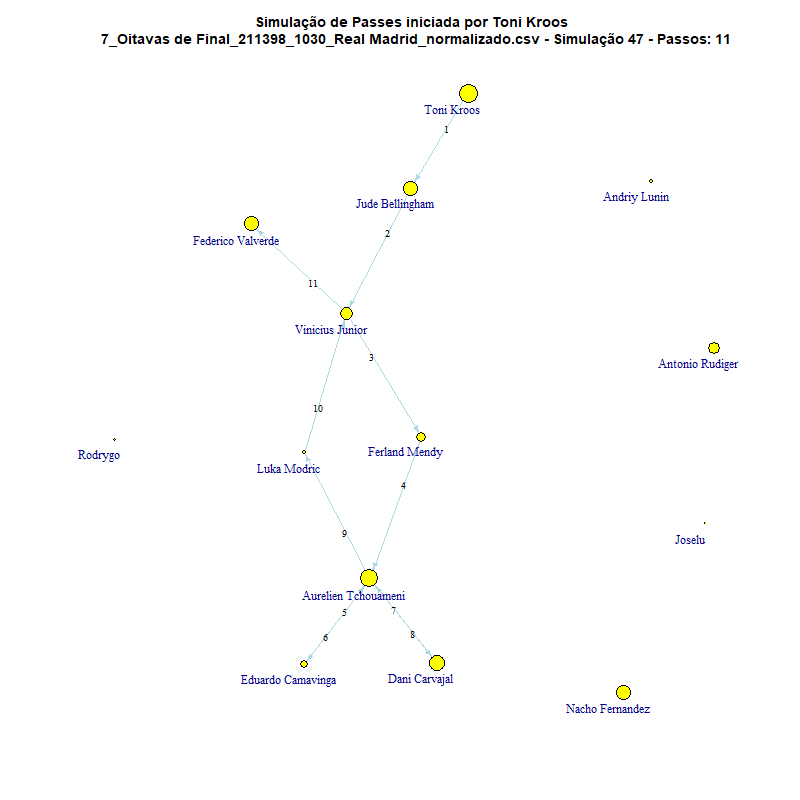 Simulação de Passes iniciada por Toni Kroos
7_Oitavas de Final_211398_1030_Real Madrid_normalizado.csv - Simulação 47 - Passos: 11
Toni Kroos
1
Andriy Lunin
Jude Bellingham
2
Federico Valverde
11
Vinicius Junior
3
Antonio Rudiger
10
Ferland Mendy
Rodrygo
Luka Modric
4
9
Joselu
Aurelien Tchouameni
5
7
6
8
Eduardo Camavinga
Dani Carvajal
Nacho Fernandez